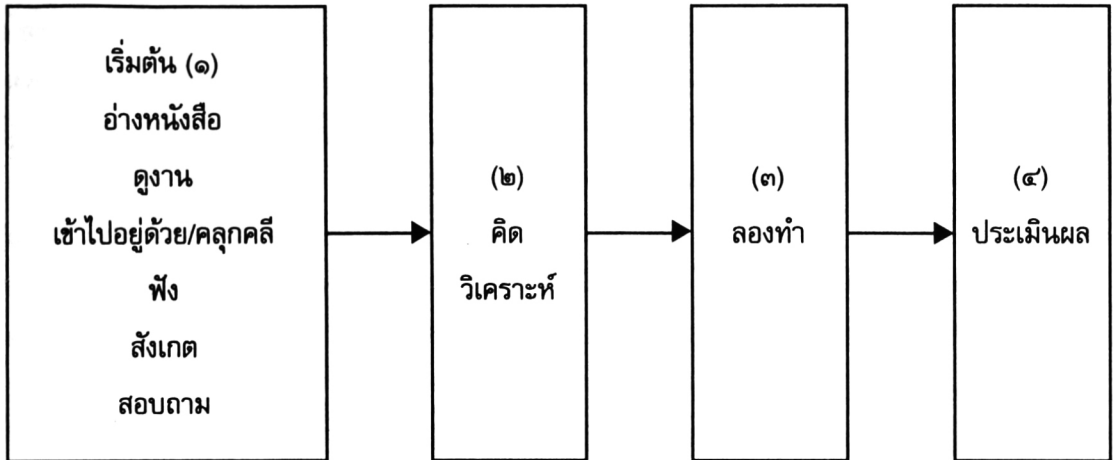 เริ่มต้น (๑)
อ่างหนังสือ
ดูงาน
เข้าไปอยู่ด้วย/คลุกคลี
ฟัง
สังเกต
สอบถาม
(๒)
คิด
วิเคราะห์
(๓)
ลองทำ
(๔)
ประเมินผล